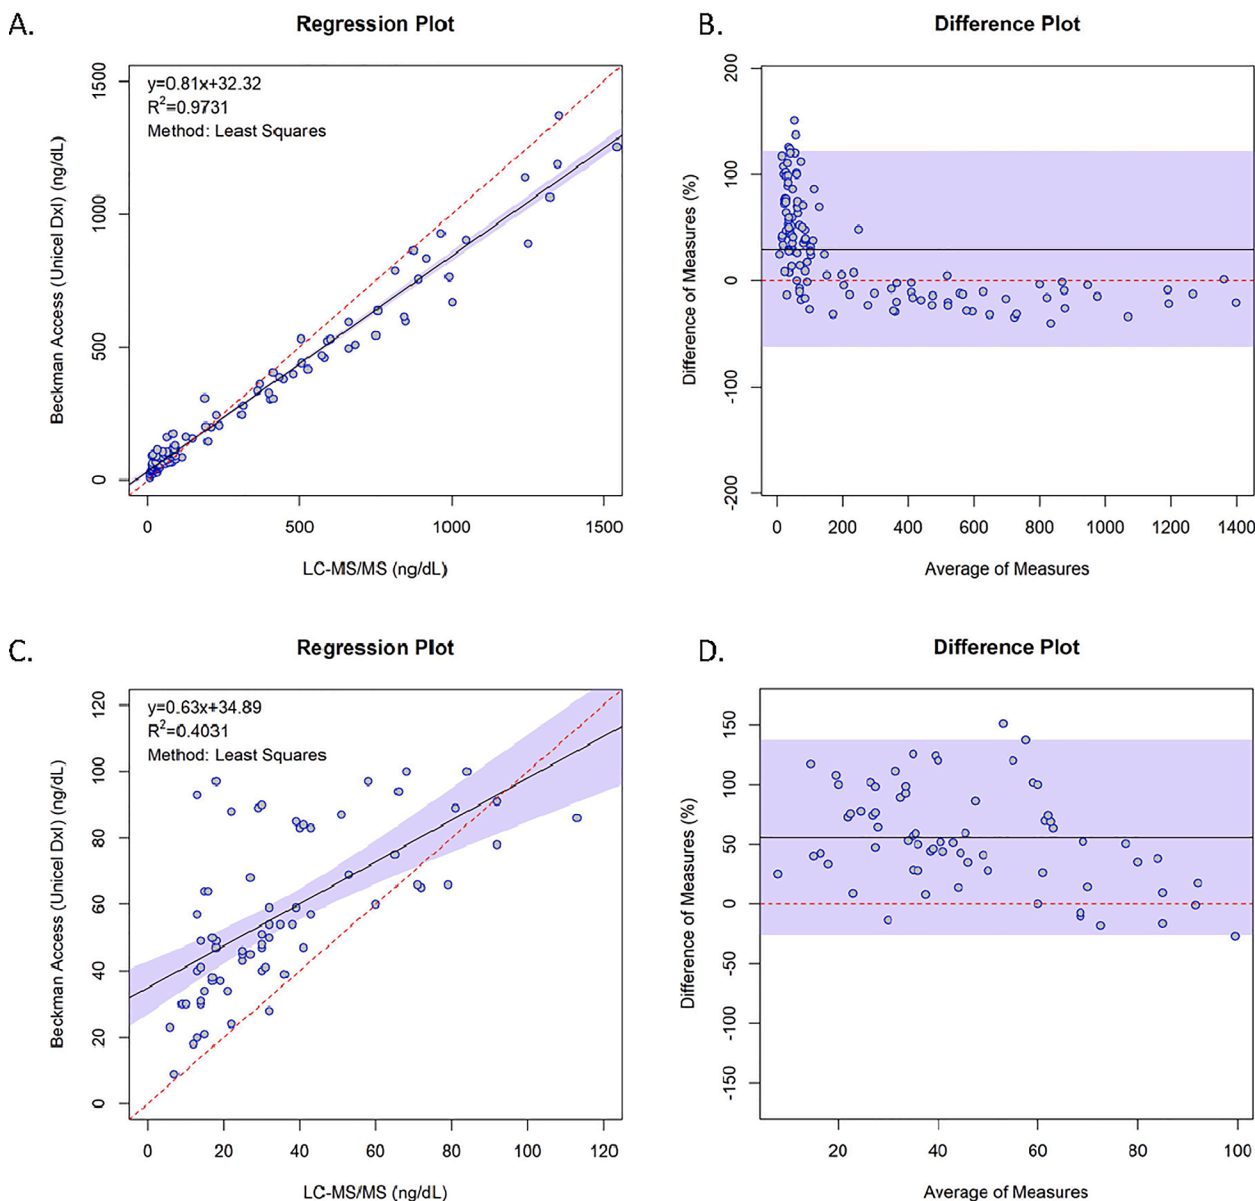 A.
Regression Plot
y=0.81x+32.32
R²=0.9731
Method: Least Squares
Beckman Access (Unicel DxI) (ng/dL)
1500
1000
500
0
0 500 1000 1500
LC-MS/MS (ng/dL)
B.
Difference Plot
Difference of Measures (%)
200
100
0
-100
-200
0 200 400 600 800 1000 1200 1400
Average of Measures
C.
Regression Plot
y=0.63x+34.89
R²=0.4031
Method: Least Squares
Beckman Access (Unicel DxI) (ng/dL)
120
100
80
60
40
20
0
0 20 40 60 80 100 120
LC-MS/MS (ng/dL)
D.
Difference Plot
Difference of Measures (%)
150
100
50
0
-50
-100
-150
20 40 60 80 100
Average of Measures